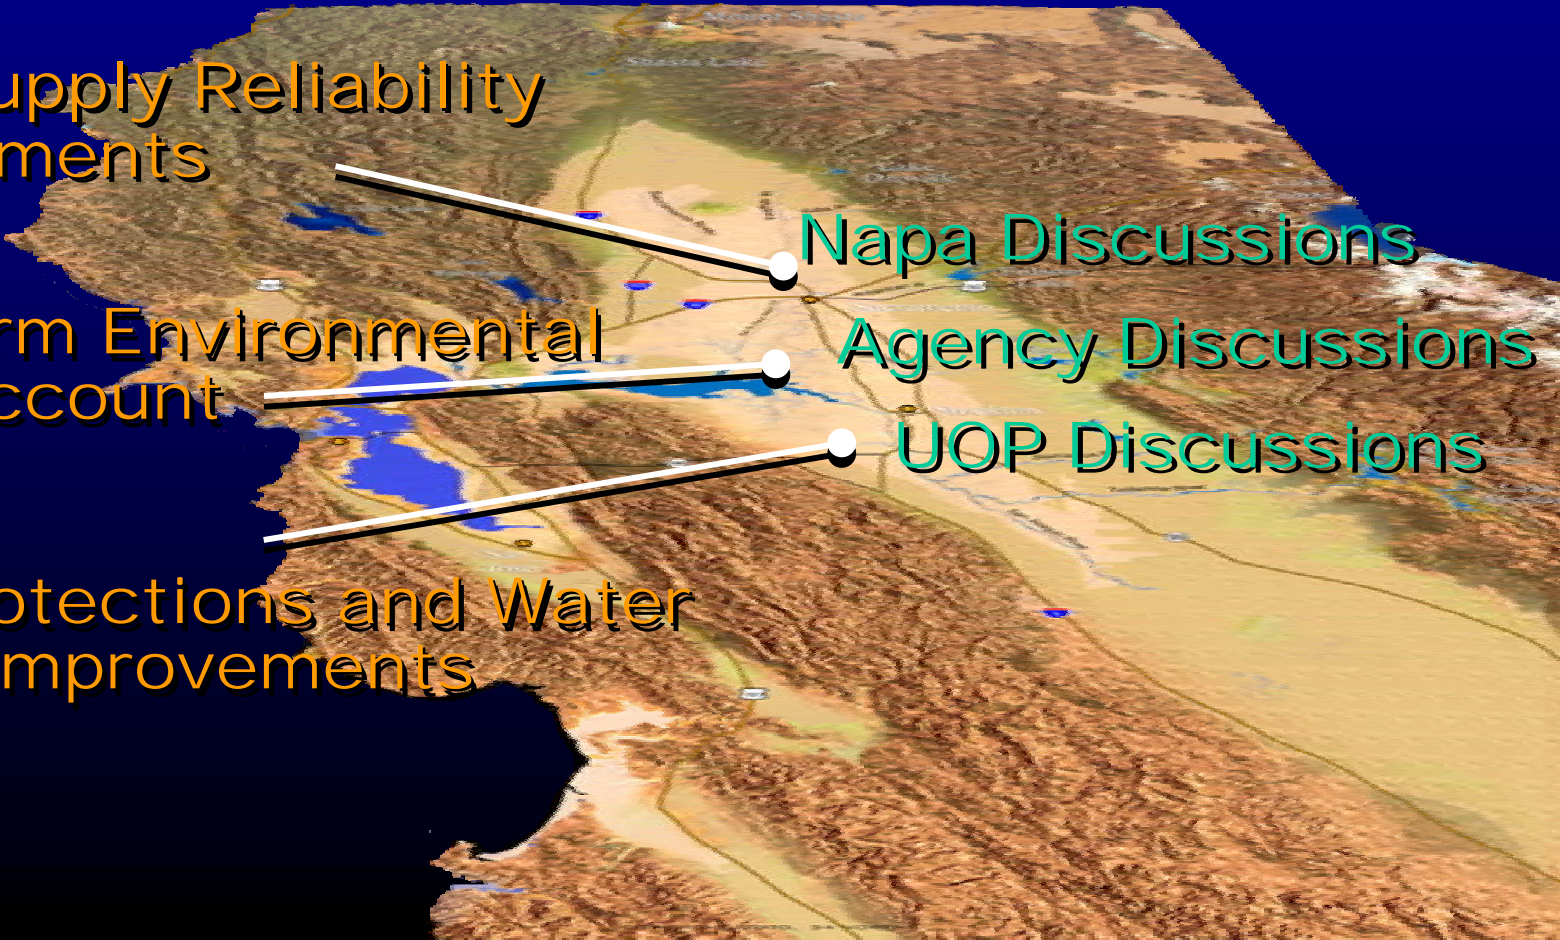 upply Reliability
ments
Napa Discussions
rm Environmental
ccount
Agency Discussions
UOP Discussions
otections and Water
mprovements